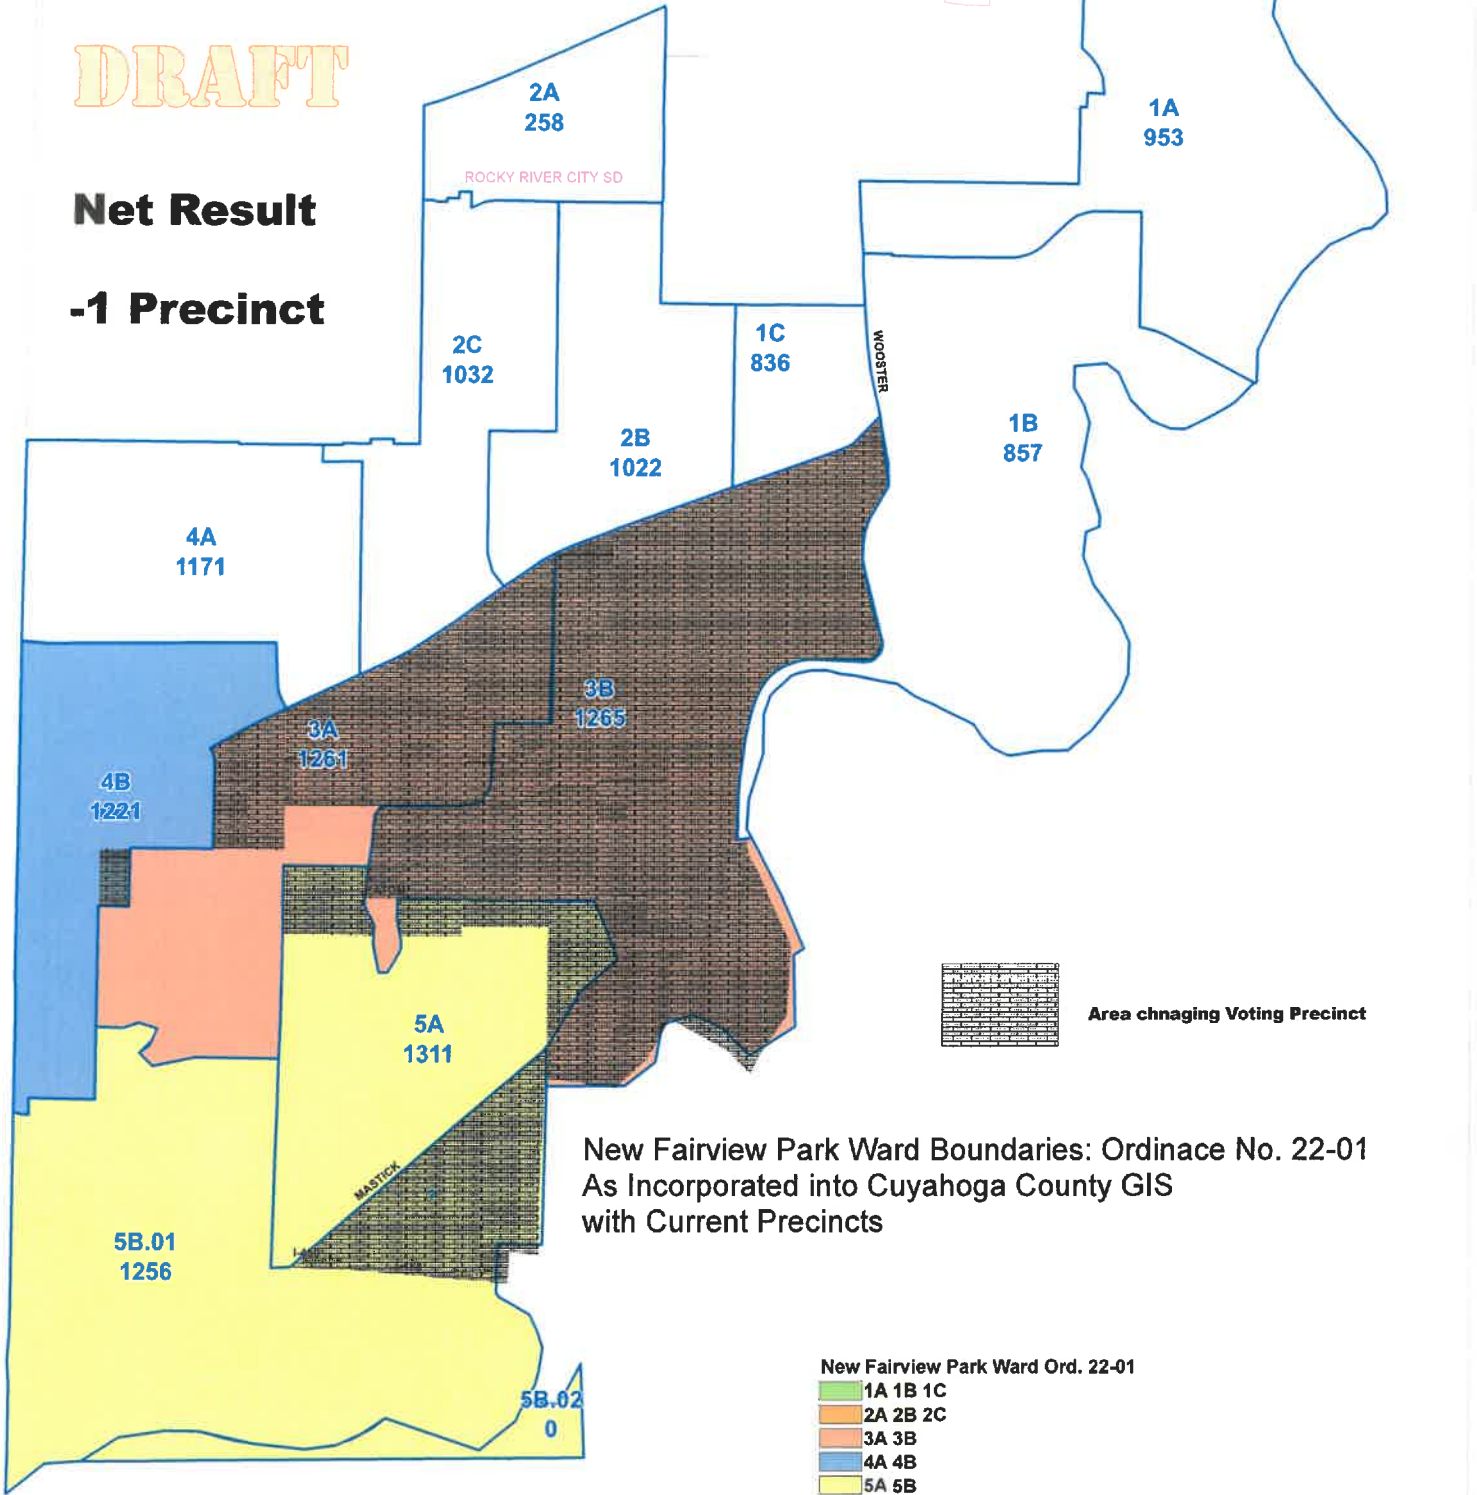 DRAFT
Net Result
-1 Precinct
2A
258
ROCKY RIVER CITY SD
1A
953
2C
1032
1C
836
WOOSTER
2B
1022
1B
857
4A
1171
3B
1265
3A
1261
4B
1221
5A
1311
Area chnaging Voting Precinct
MASTICK
New Fairview Park Ward Boundaries: Ordinace No. 22-01
As Incorporated into Cuyahoga County GIS
with Current Precincts
5B.01
1256
5B.02
0
New Fairview Park Ward Ord. 22-01
1A 1B 1C
2A 2B 2C
3A 3B
4A 4B
5A 5B